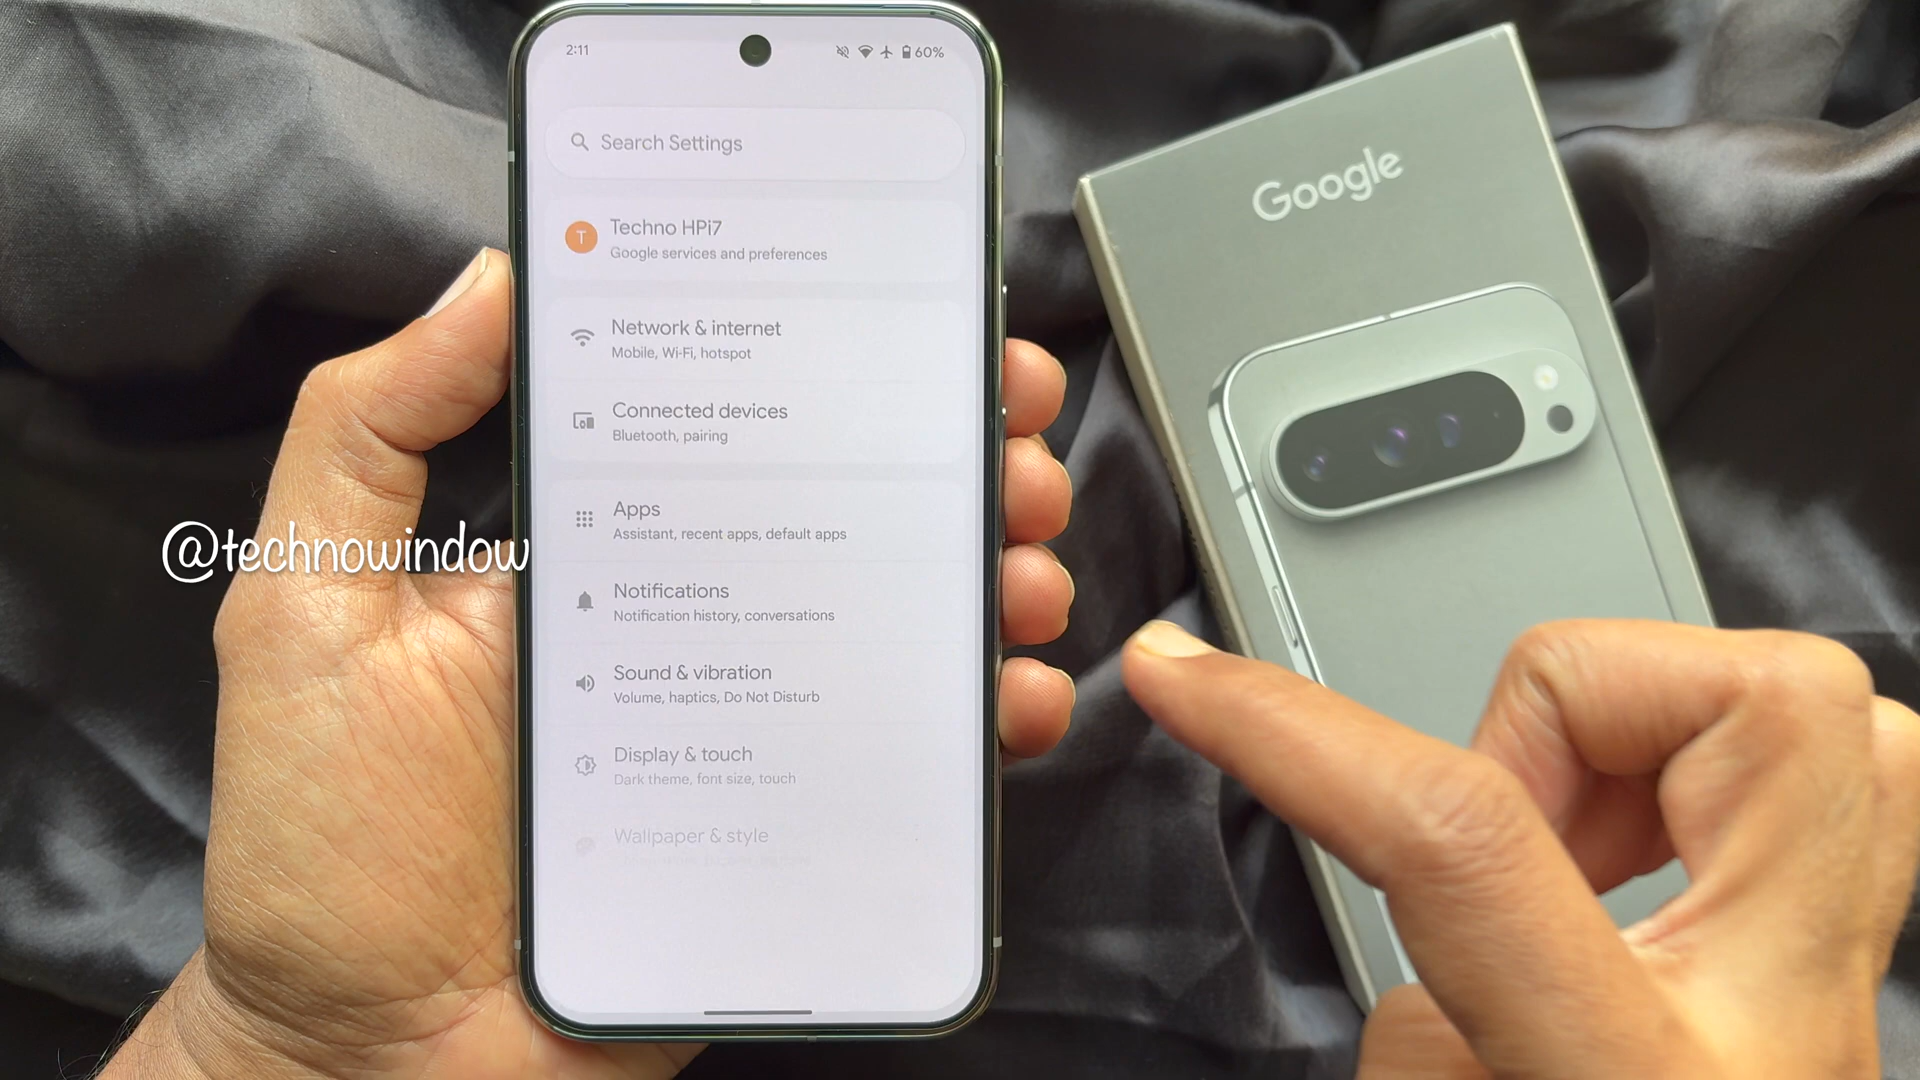 2:11
60%
Search Settings
T
Techno HPi7
Google services and preferences
Network & internet
Mobile, Wi-Fi, hotspot
Connected devices
Bluetooth, pairing
Apps
Assistant, recent apps, default apps
Notifications
Notification history, conversations
Sound & vibration
Volume, haptics, Do Not Disturb
Display & touch
Dark theme, font size, touch
Wallpaper & style
@technowindow
Google